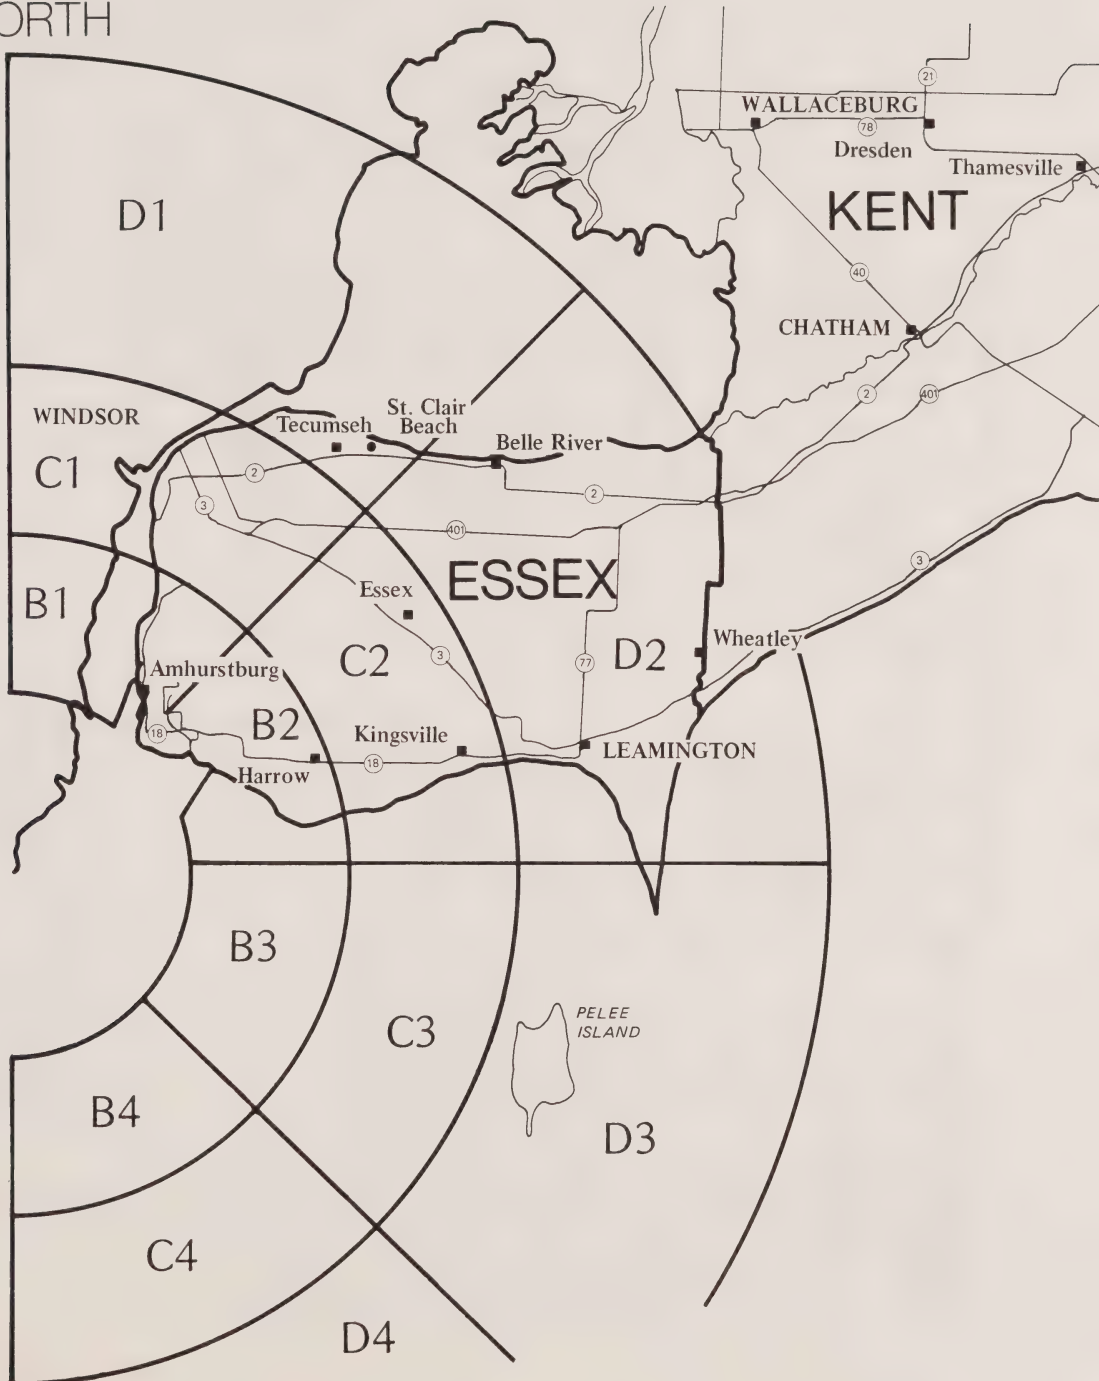 ORTH
21
WALLACEBURG
78
Dresden
Thamesville
D1
KENT
40
CHATHAM
2
401
WINDSOR
St. Clair
Beach
Tecumseh
Belle River
C1
2
3
2
401
3
ESSEX
Essex
B1
C2
3
77
D2
Wheatley
Amhurstburg
B2
18
Kingsville
18
LEAMINGTON
Harrow
B3
PELEE
ISLAND
C3
B4
D3
C4
D4